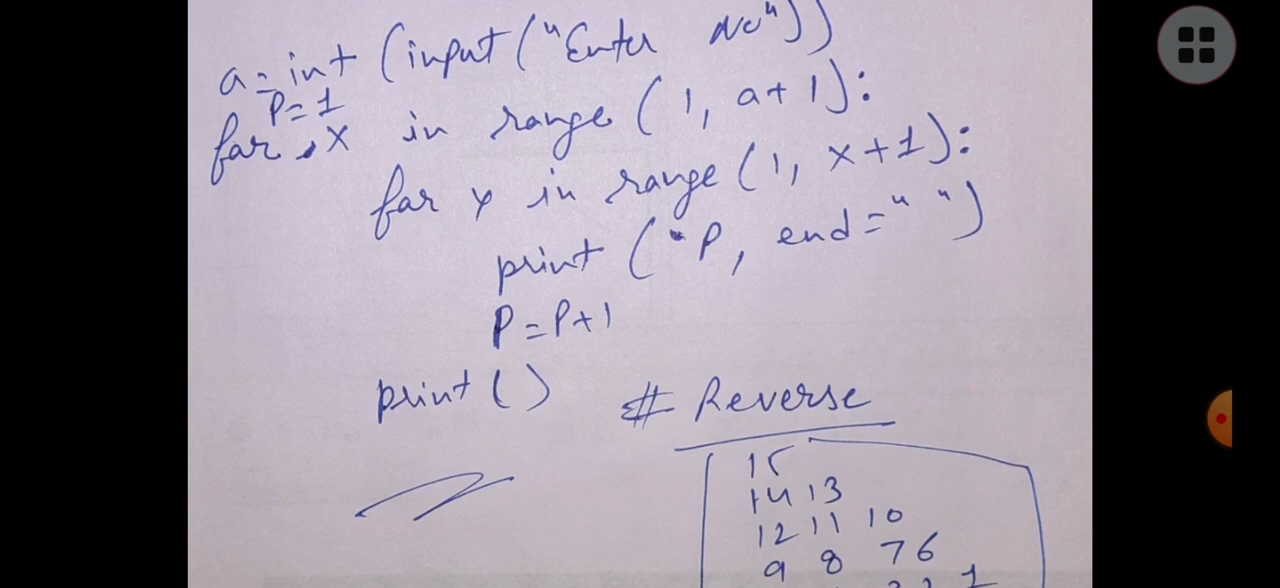 a=int (input("Enter No"))
P=1
for x in range (1, a+1):
for y in range (1, x+1):
print (P, end=" ")
P=P+1
print ()
# Reverse
15
14 13
12 11 10
9 8 7 6
1